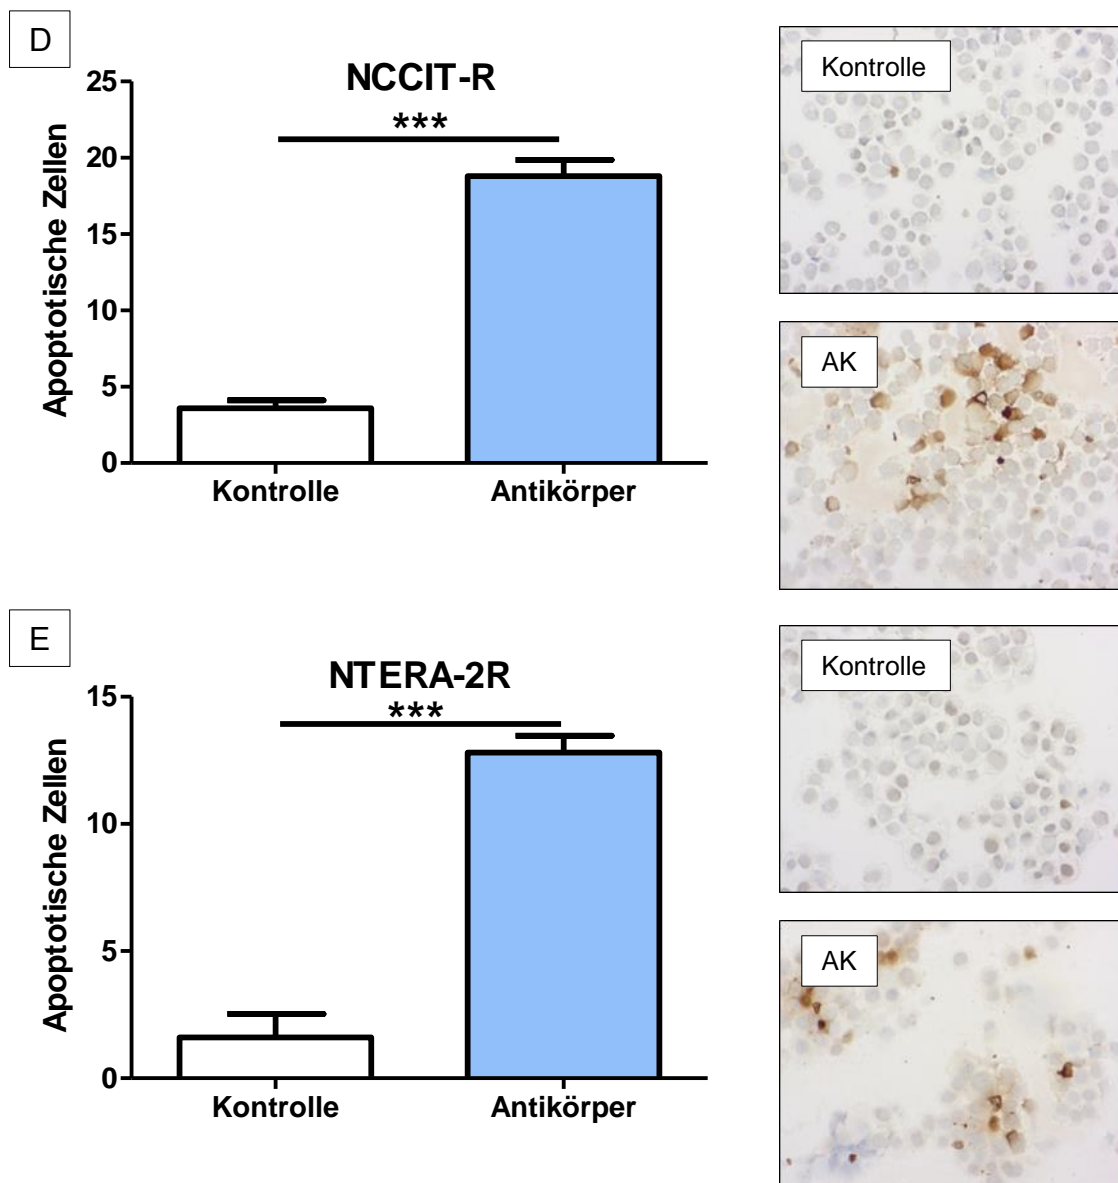 D
NCCIT-R
***
Apoptotische Zellen
25
20
15
10
5
0
Kontrolle
Antikörper
Kontrolle
AK
E
NTERA-2R
***
Apoptotische Zellen
15
10
5
0
Kontrolle
Antikörper
Kontrolle
AK